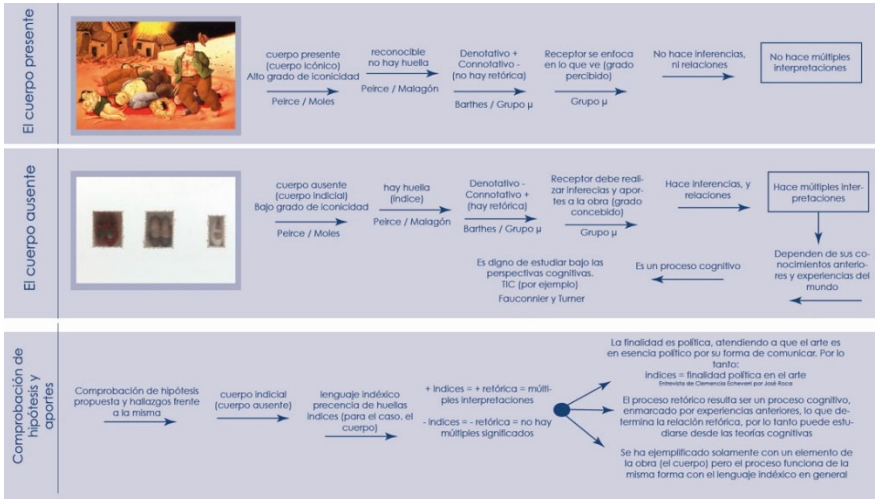 El cuerpo presente
cuerpo presente
(cuerpo icónico)
Alto grado de iconicidad
Peirce / Moles
reconocible
no hay huella
Peirce / Malagón
Denotativo +
Connotativo -
(no hay retórica)
Barthes / Grupo µ
Receptor se enfoca
en lo que ve (grado
percibido)
Grupo µ
No hace inferencias,
ni relaciones
No hace múltiples
interpretaciones
El cuerpo ausente
cuerpo ausente
(cuerpo indicial)
Bajo grado de iconicidad
Peirce / Moles
hay huella
(índice)
Peirce / Malagón
Denotativo -
Connotativo +
(hay retórica)
Barthes / Grupo µ
Receptor debe reali-
zar inferecias y apor-
tes a la obra (grado
concebido)
Grupo µ
Hace inferencias, y
relaciones
Hace múltiples inter-
pretaciones
Dependen de sus co-
nocimientos anterio-
res y experiencias del
mundo
Es un proceso cognitivo
Es digno de estudiar bajo las
perspectivas cognitivas.
TIC (por ejemplo)
Fauconnier y Turner
Comprobación de
hipótesis y
aportes
Comprobación de hipótesis
propuesta y hallazgos frente
a la misma
cuerpo indicial
(cuerpo ausente)
lenguaje indéxico
precencia de huellas
índices (para el caso, el
cuerpo)
+ índices = + retórica = múlti-
ples interpretaciones
- índices = - retórica = no hay
múltiples significados
La finalidad es política, atendiendo a que el arte es
en esencia político por su forma de comunicar. Por lo
tanto:
índices = finalidad política en el arte
Entrevista de Clemencia Echeverri por José Roca
El proceso retórico resulta ser un proceso cognitivo,
enmarcado por experiencias anteriores, lo que de-
termina la relación retórica, por lo tanto puede estu-
diarse desde las teorías cognitivas
Se ha ejemplificado solamente con un elemento de
la obra (el cuerpo) pero el proceso funciona de la
misma forma con el lenguaje indéxico en general